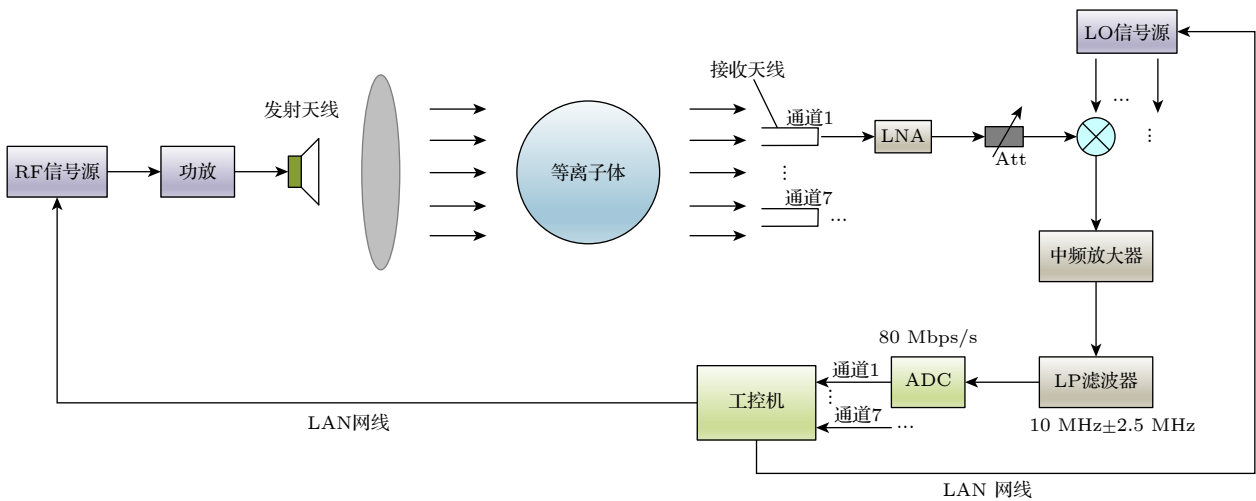 LO信号源
接收天线
发射天线
...
通道1
LNA
⋮
Att
RF信号源
功放
等离子体
⋮
通道7
...
中频放大器
80 Mbps/s
通道1
ADC
LP滤波器
工控机
⋮
通道7
...
10 MHz±2.5 MHz
LAN网线
LAN 网线